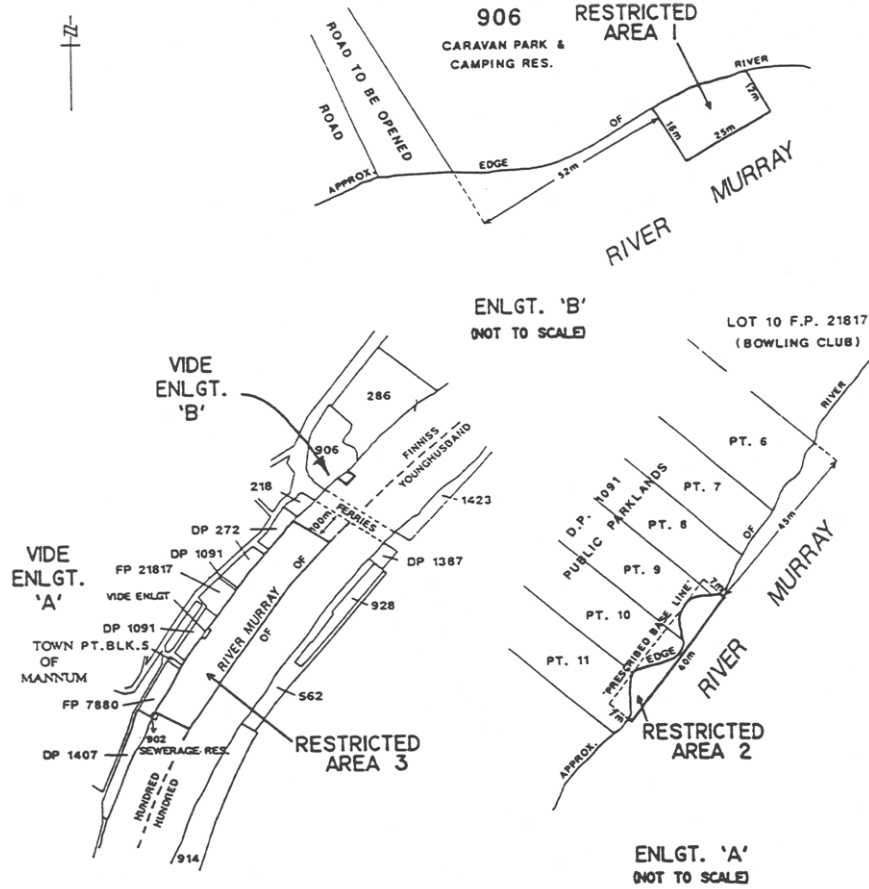 N
906
CARAVAN PARK &
CAMPING RES.
RESTRICTED
AREA 1
ROAD TO BE OPENED
ROAD
APPROX. EDGE OF RIVER
52m
16m
25m
12m
RIVER MURRAY
ENLGT. 'B'
(NOT TO SCALE)
VIDE
ENLGT.
'B'
286
906
FINNISS
YOUNGHUSBAND
218
FERRIES
1423
DP 272
100m
DP 1091
DP 1387
VIDE
ENLGT.
'A'
FP 21817
928
VIDE ENLGT
DP 1091
RIVER MURRAY
OF
OF
TOWN PT.BLK.S
OF
MANNUM
FP 7880
S62
902
SEWERAGE RES.
DP 1407
RESTRICTED
AREA 3
HUNDRED
HUNDRED
914
LOT 10 F.P. 21817
(BOWLING CLUB)
PT. 6
PT. 7
PT. 8
PT. 9
PT. 10
PT. 11
D.P. 1091
PUBLIC PARKLANDS
'PRESCRIBED BASE LINE'
APPROX. EDGE OF RIVER
45m
7m
40m
7m
RIVER MURRAY
RESTRICTED
AREA 2
ENLGT. 'A'
(NOT TO SCALE)